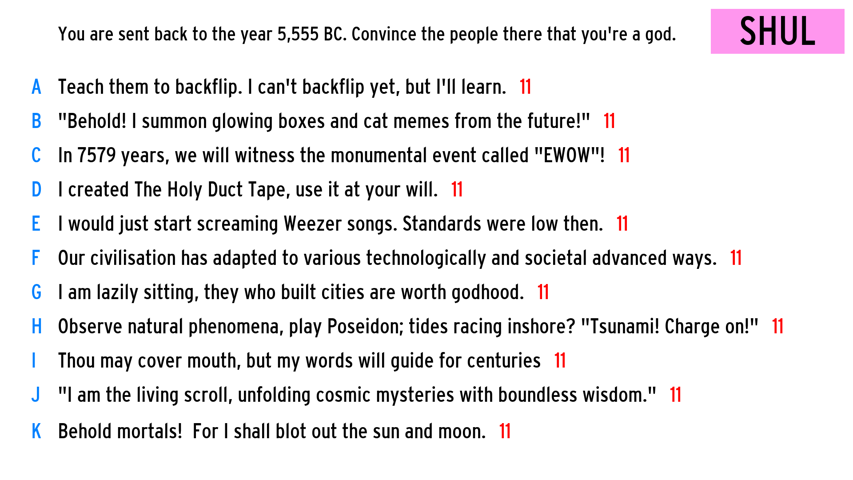 You are sent back to the year 5,555 BC. Convince the people there that you're a god.
SHUL
A Teach them to backflip. I can't backflip yet, but I'll learn. 11
B "Behold! I summon glowing boxes and cat memes from the future!" 11
C In 7579 years, we will witness the monumental event called "EWOW"! 11
D I created The Holy Duct Tape, use it at your will. 11
E I would just start screaming Weezer songs. Standards were low then. 11
F Our civilisation has adapted to various technologically and societal advanced ways. 11
G I am lazily sitting, they who built cities are worth godhood. 11
H Observe natural phenomena, play Poseidon; tides racing inshore? "Tsunami! Charge on!" 11
I Thou may cover mouth, but my words will guide for centuries 11
J "I am the living scroll, unfolding cosmic mysteries with boundless wisdom." 11
K Behold mortals!  For I shall blot out the sun and moon. 11